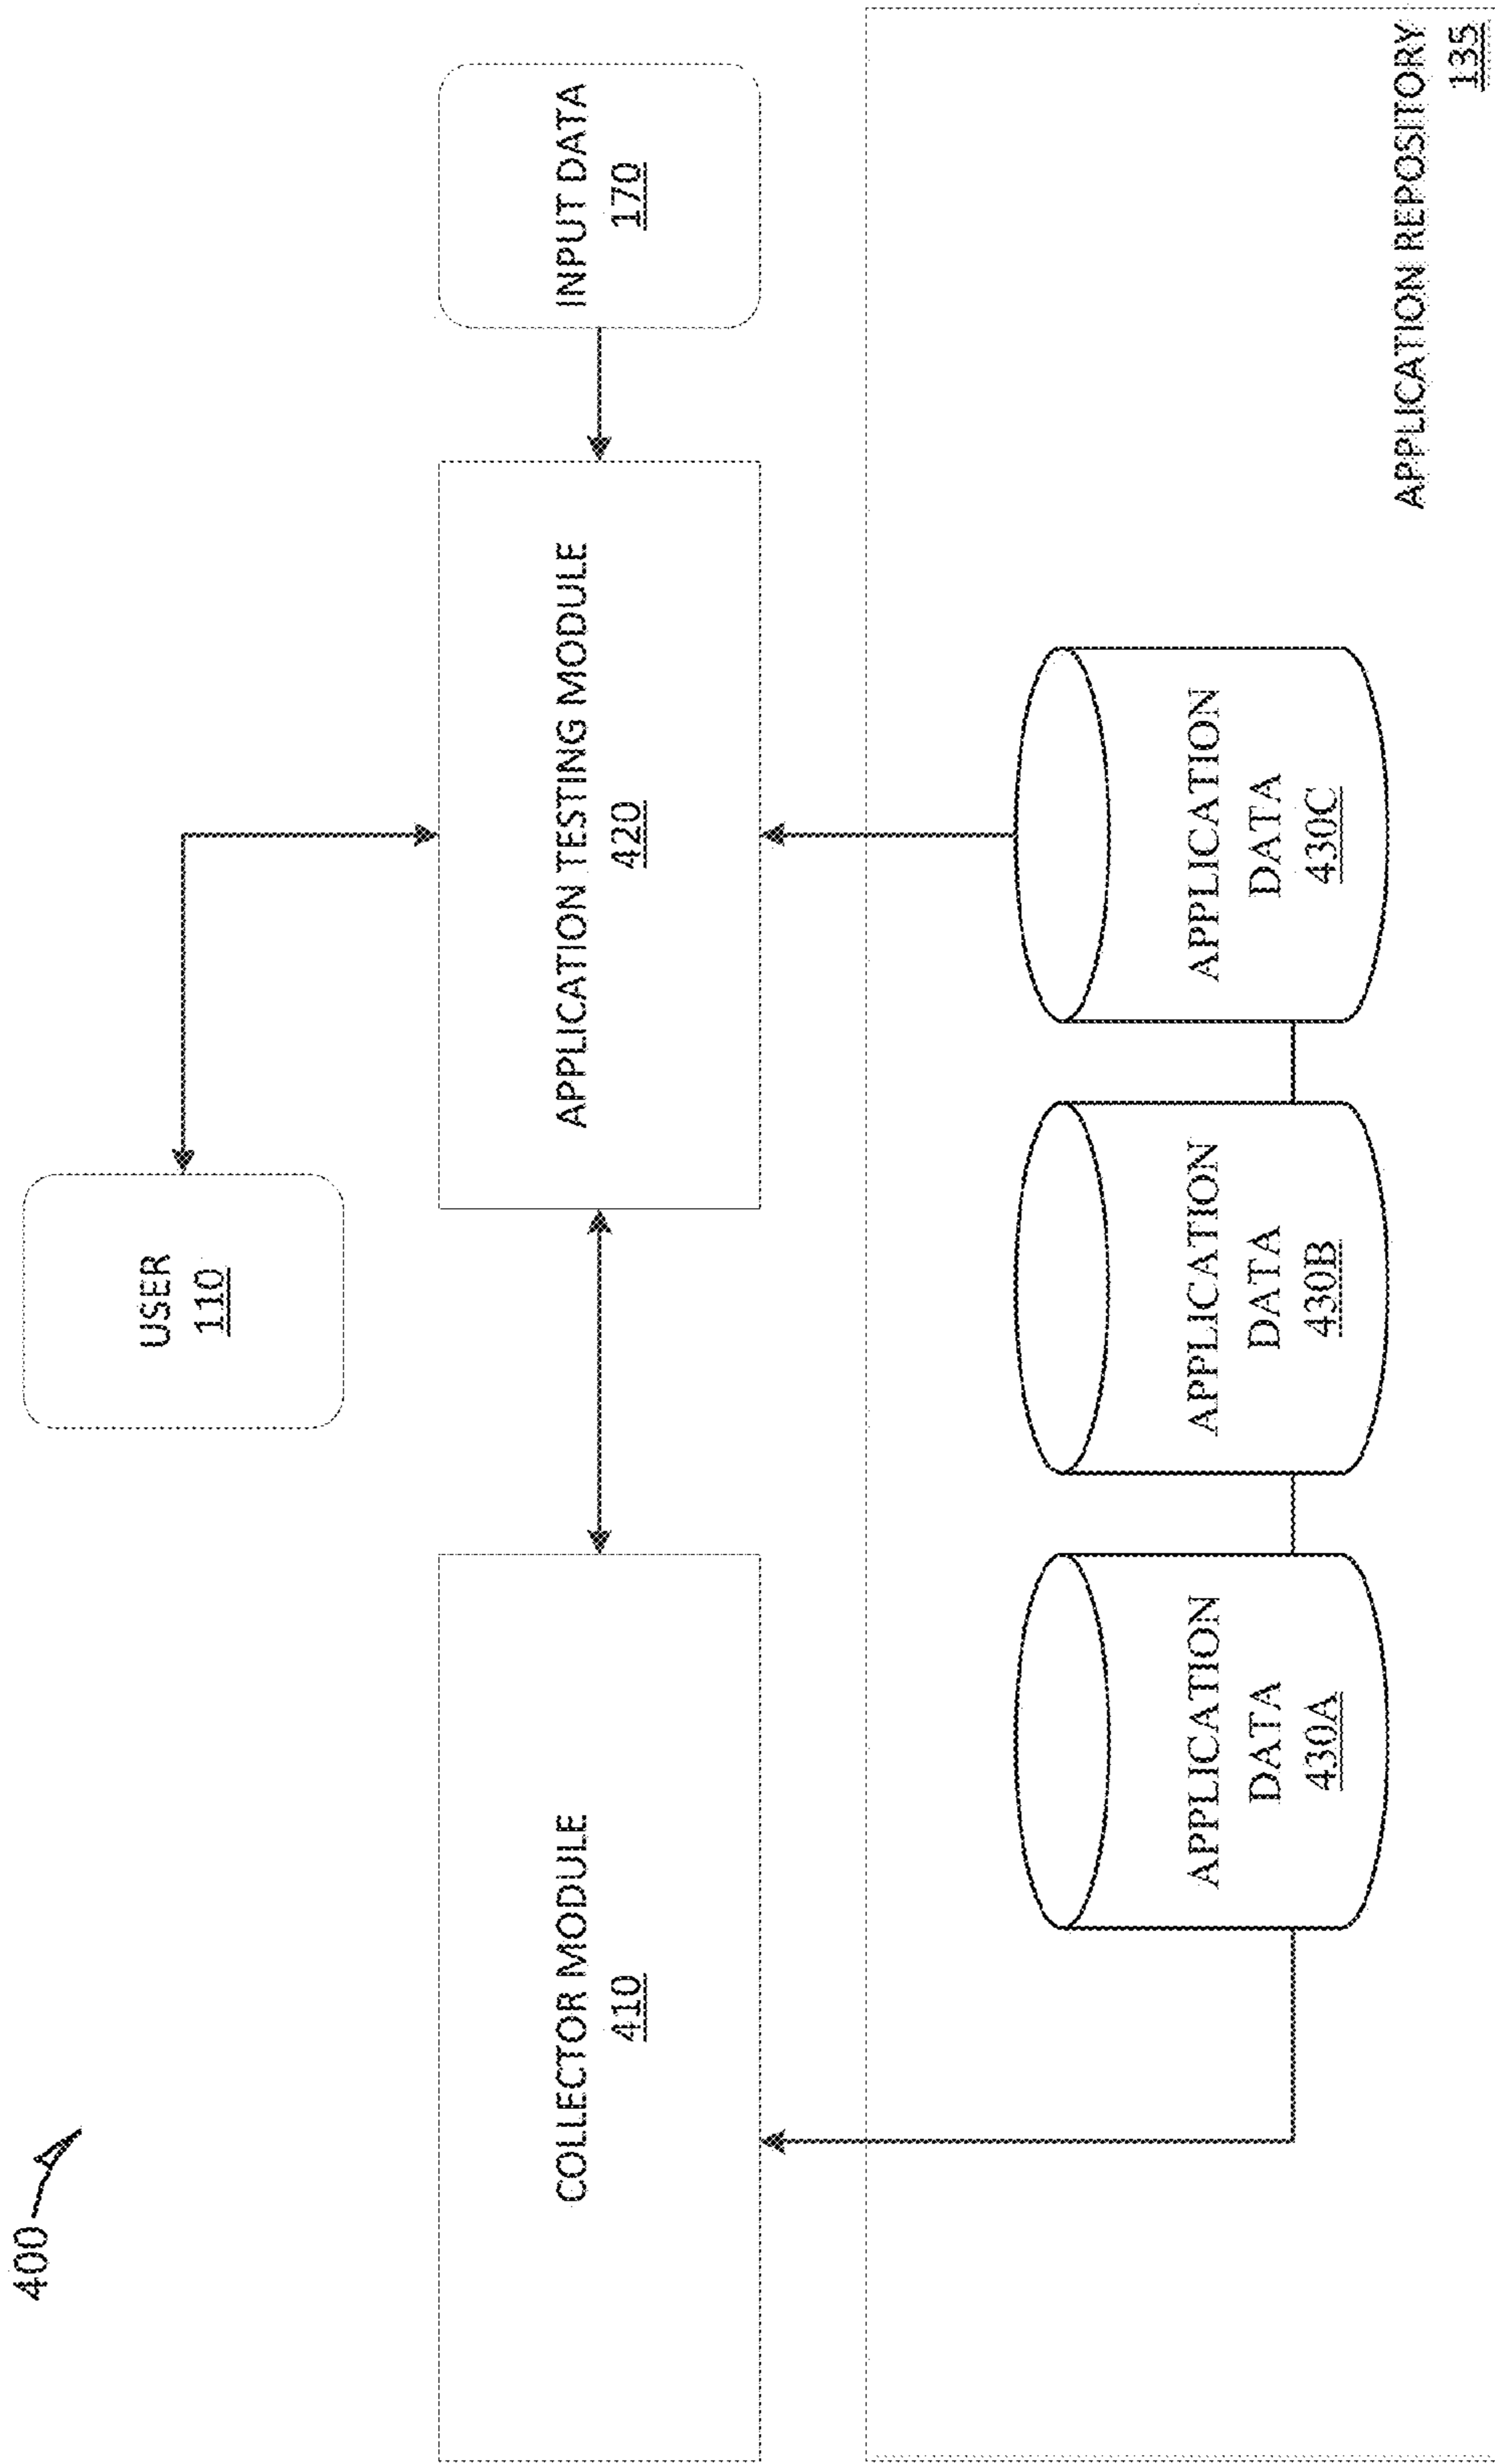 400
USER
110
COLLECTOR MODULE
410
APPLICATION TESTING MODULE
420
INPUT DATA
170
APPLICATION
DATA
430A
APPLICATION
DATA
430B
APPLICATION
DATA
430C
APPLICATION REPOSITORY
135